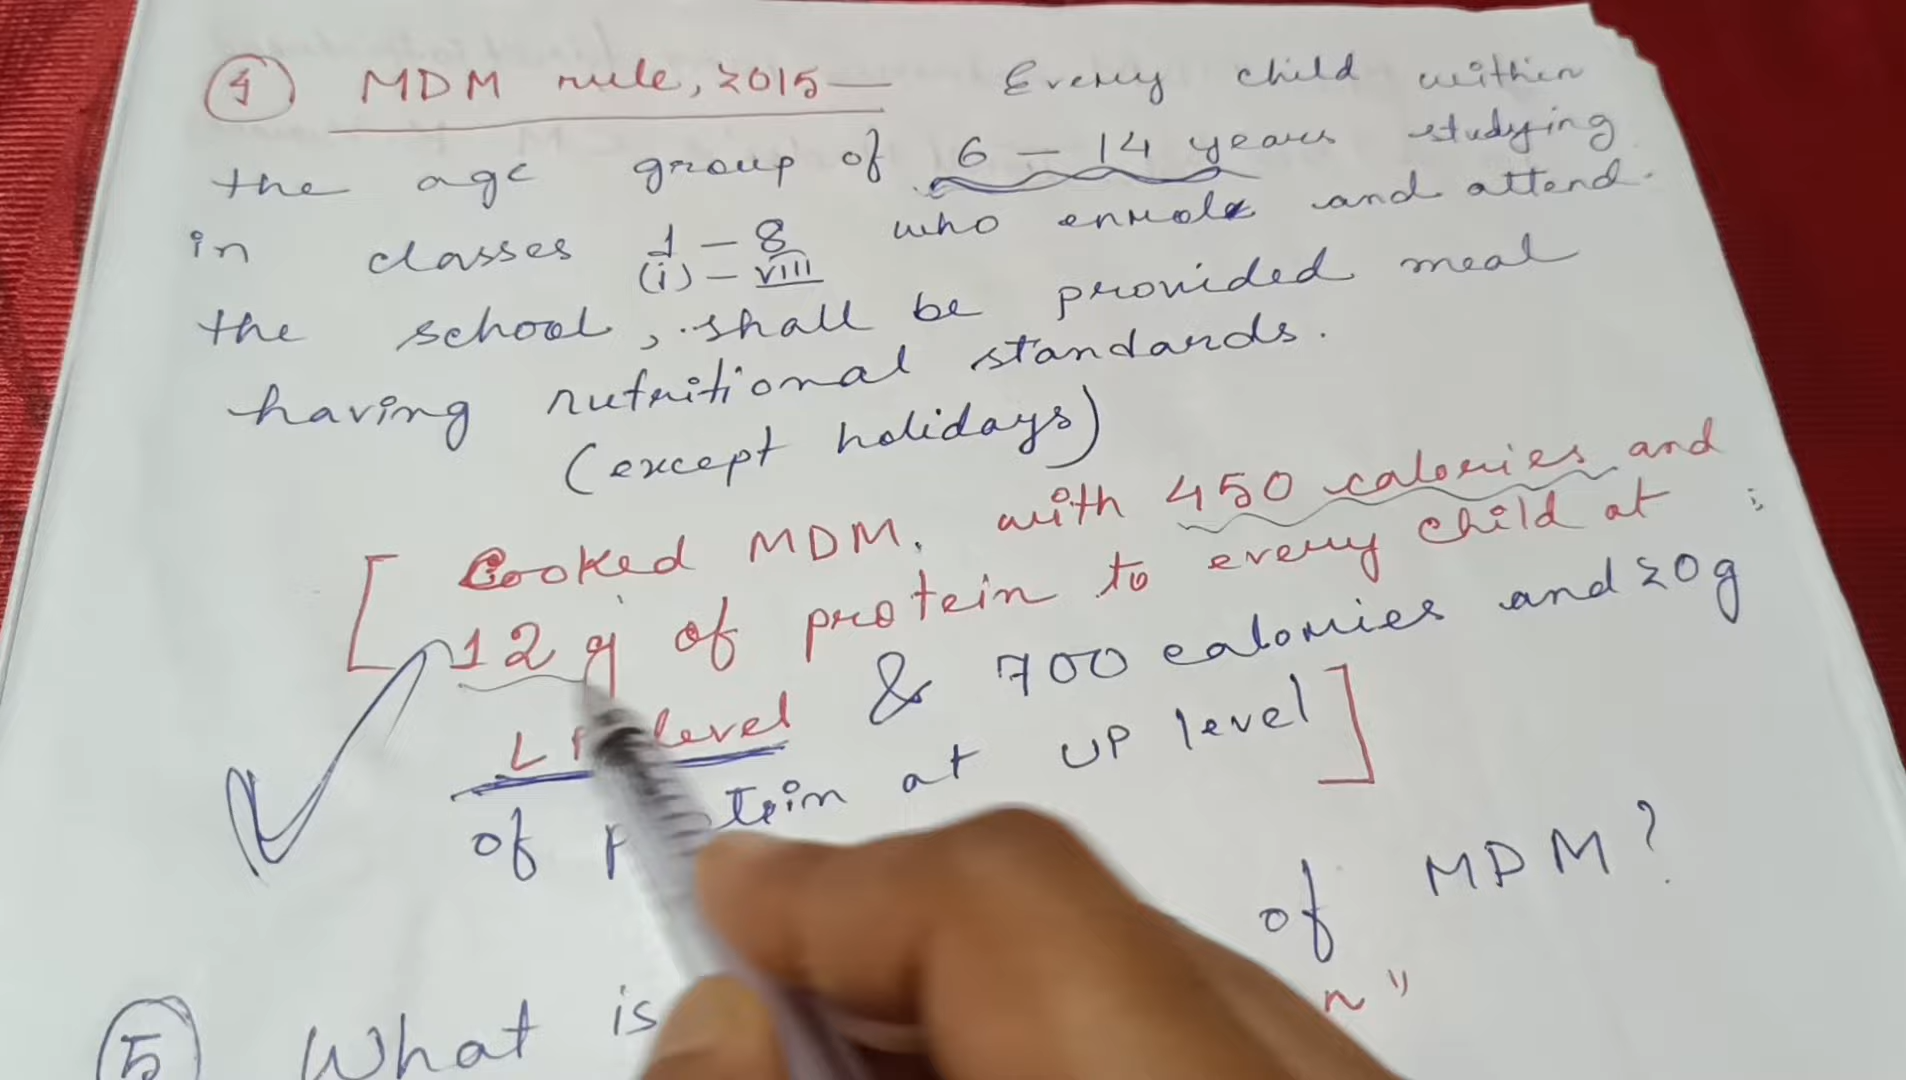 4 MDM rule, 2015 — Every child within
the age group of 6 – 14 years studying
in classes 1 – 8 who enrolc and attend.
(i) – VIII
the school, shall be provided meal
having nutritional standards.
(except holidays)
[ Cooked MDM. with 450 calories and
12 g of protein to every child at
L level & 700 calories and 20g
of at UP level ]
of MDM?
5 What is
n"